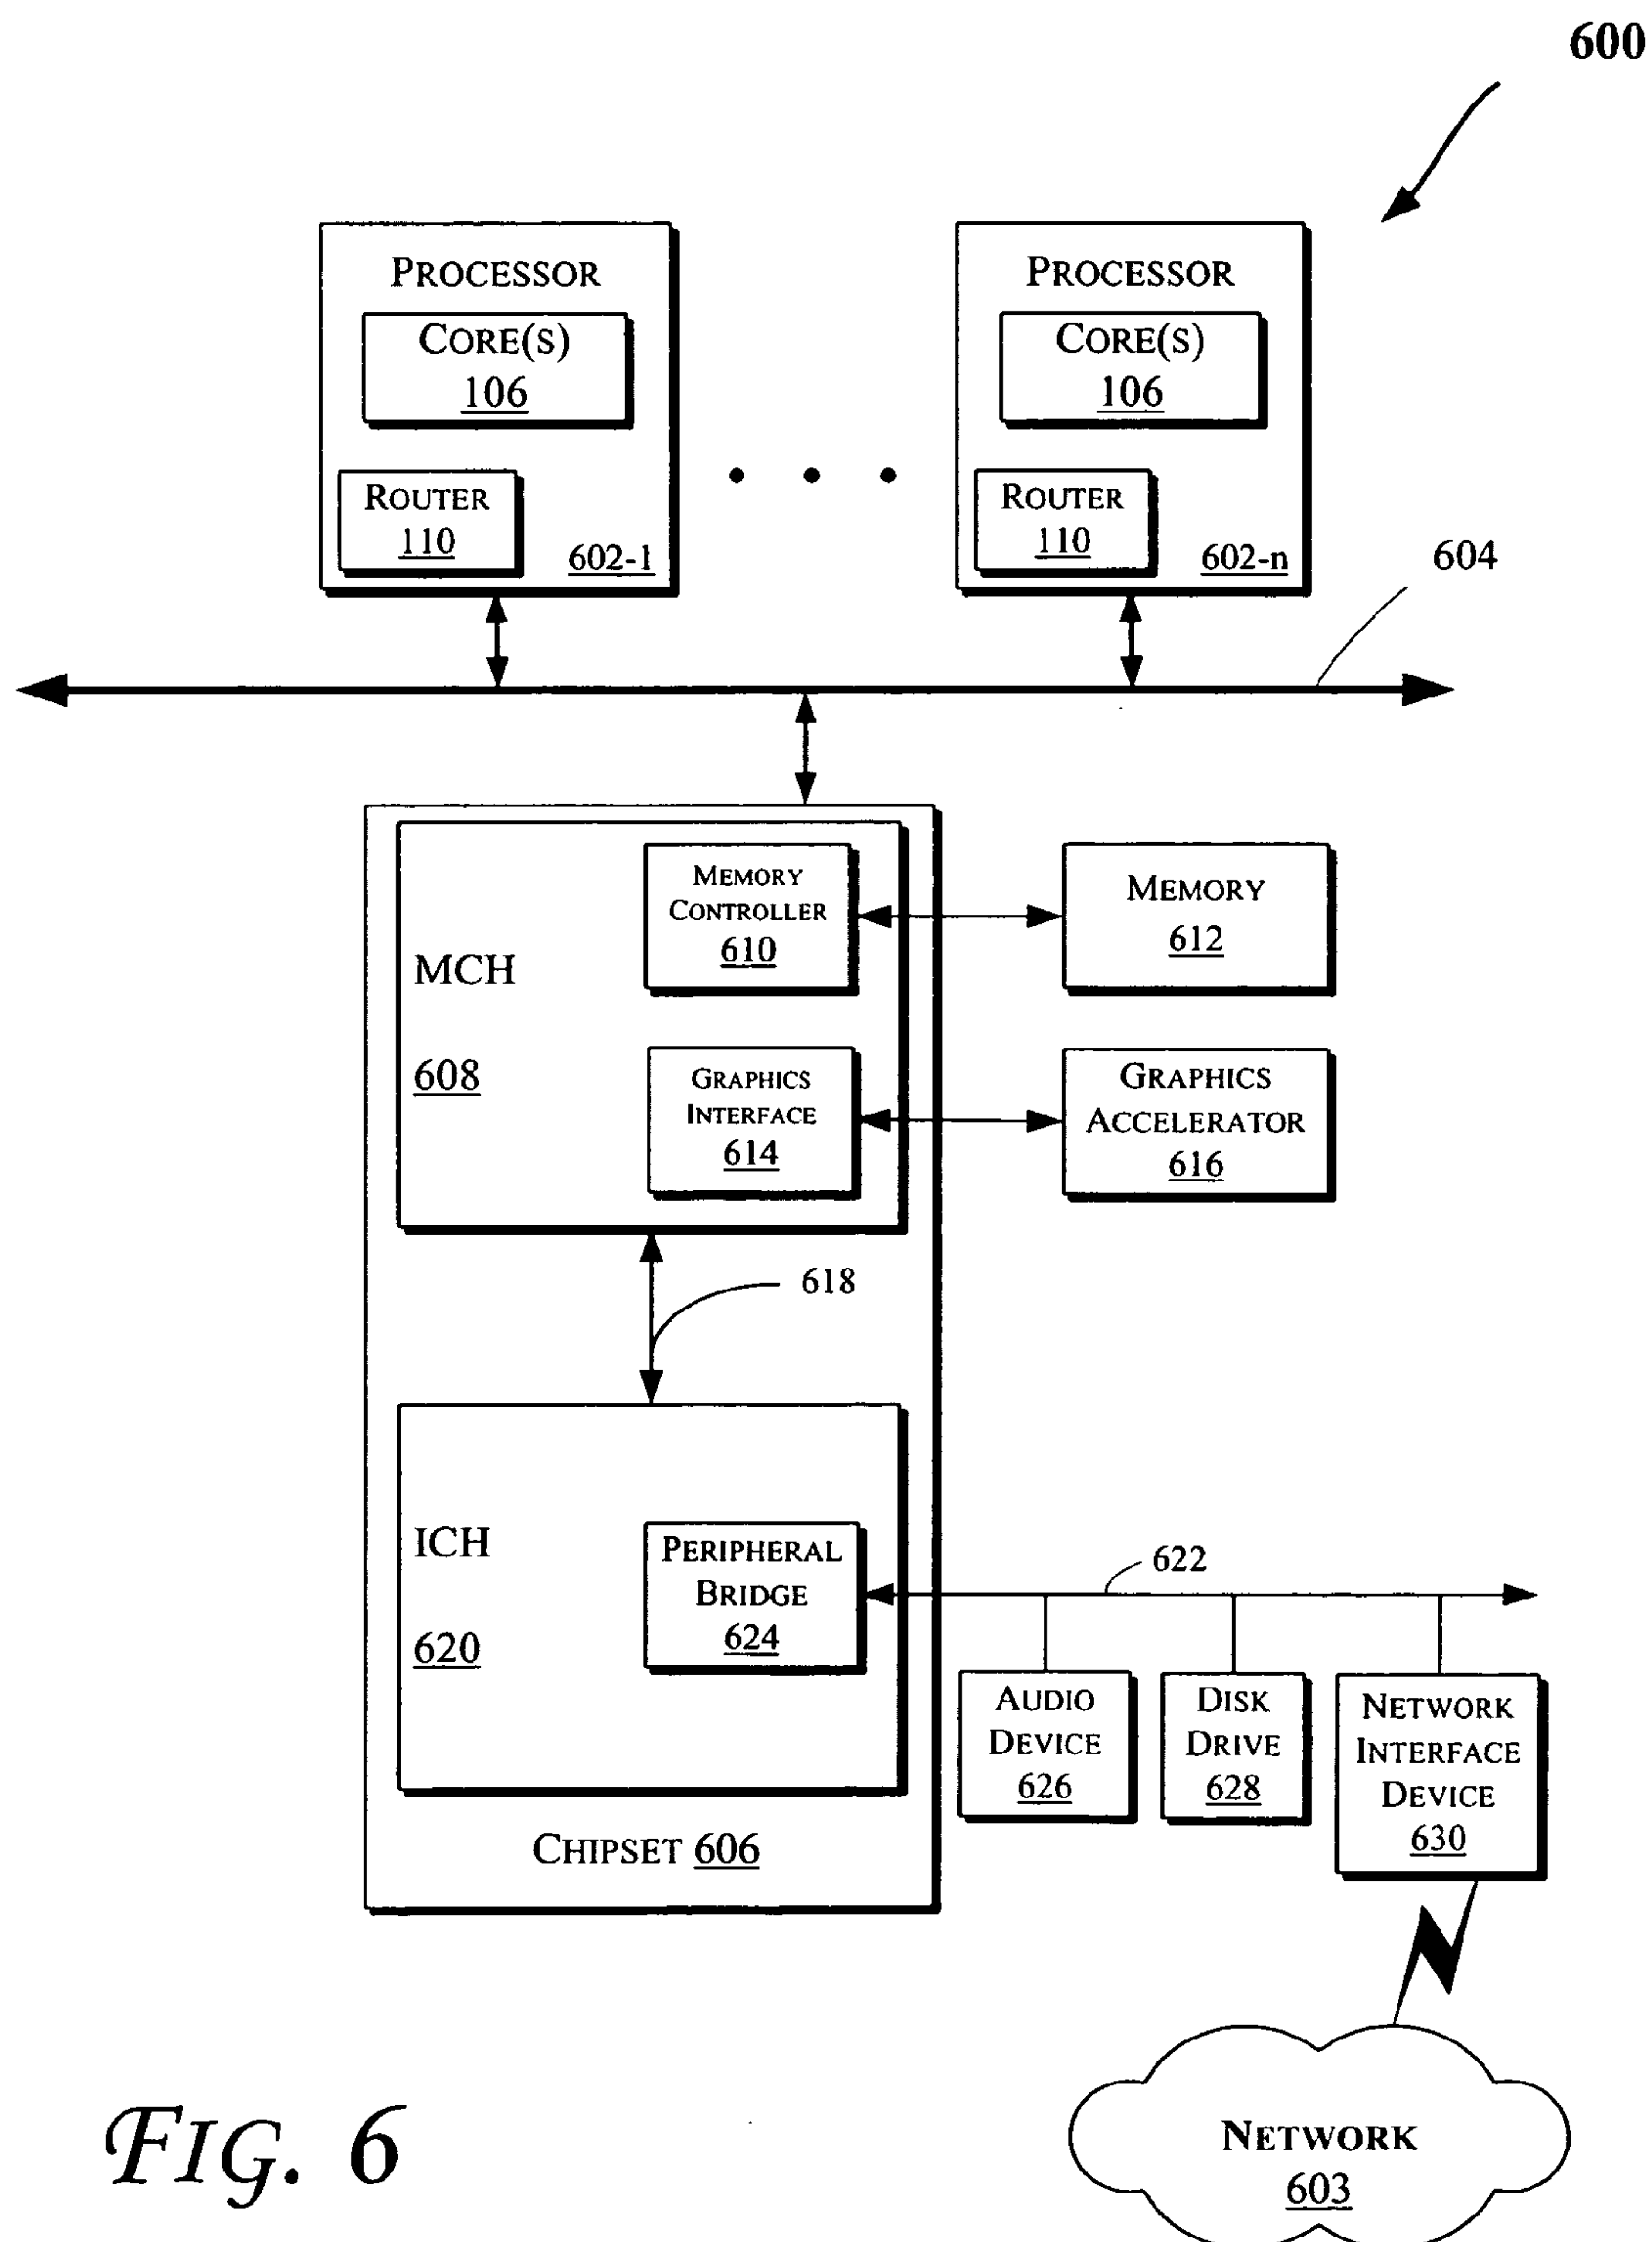 600
PROCESSOR
CORE(S)
106
ROUTER
110
602-1
PROCESSOR
CORE(S)
106
ROUTER
110
602-n
604
MEMORY
CONTROLLER
610
MCH
608
GRAPHICS
INTERFACE
614
MEMORY
612
GRAPHICS
ACCELERATOR
616
618
ICH
620
PERIPHERAL
BRIDGE
624
622
AUDIO
DEVICE
626
DISK
DRIVE
628
NETWORK
INTERFACE
DEVICE
630
CHIPSET 606
NETWORK
603
FIG. 6